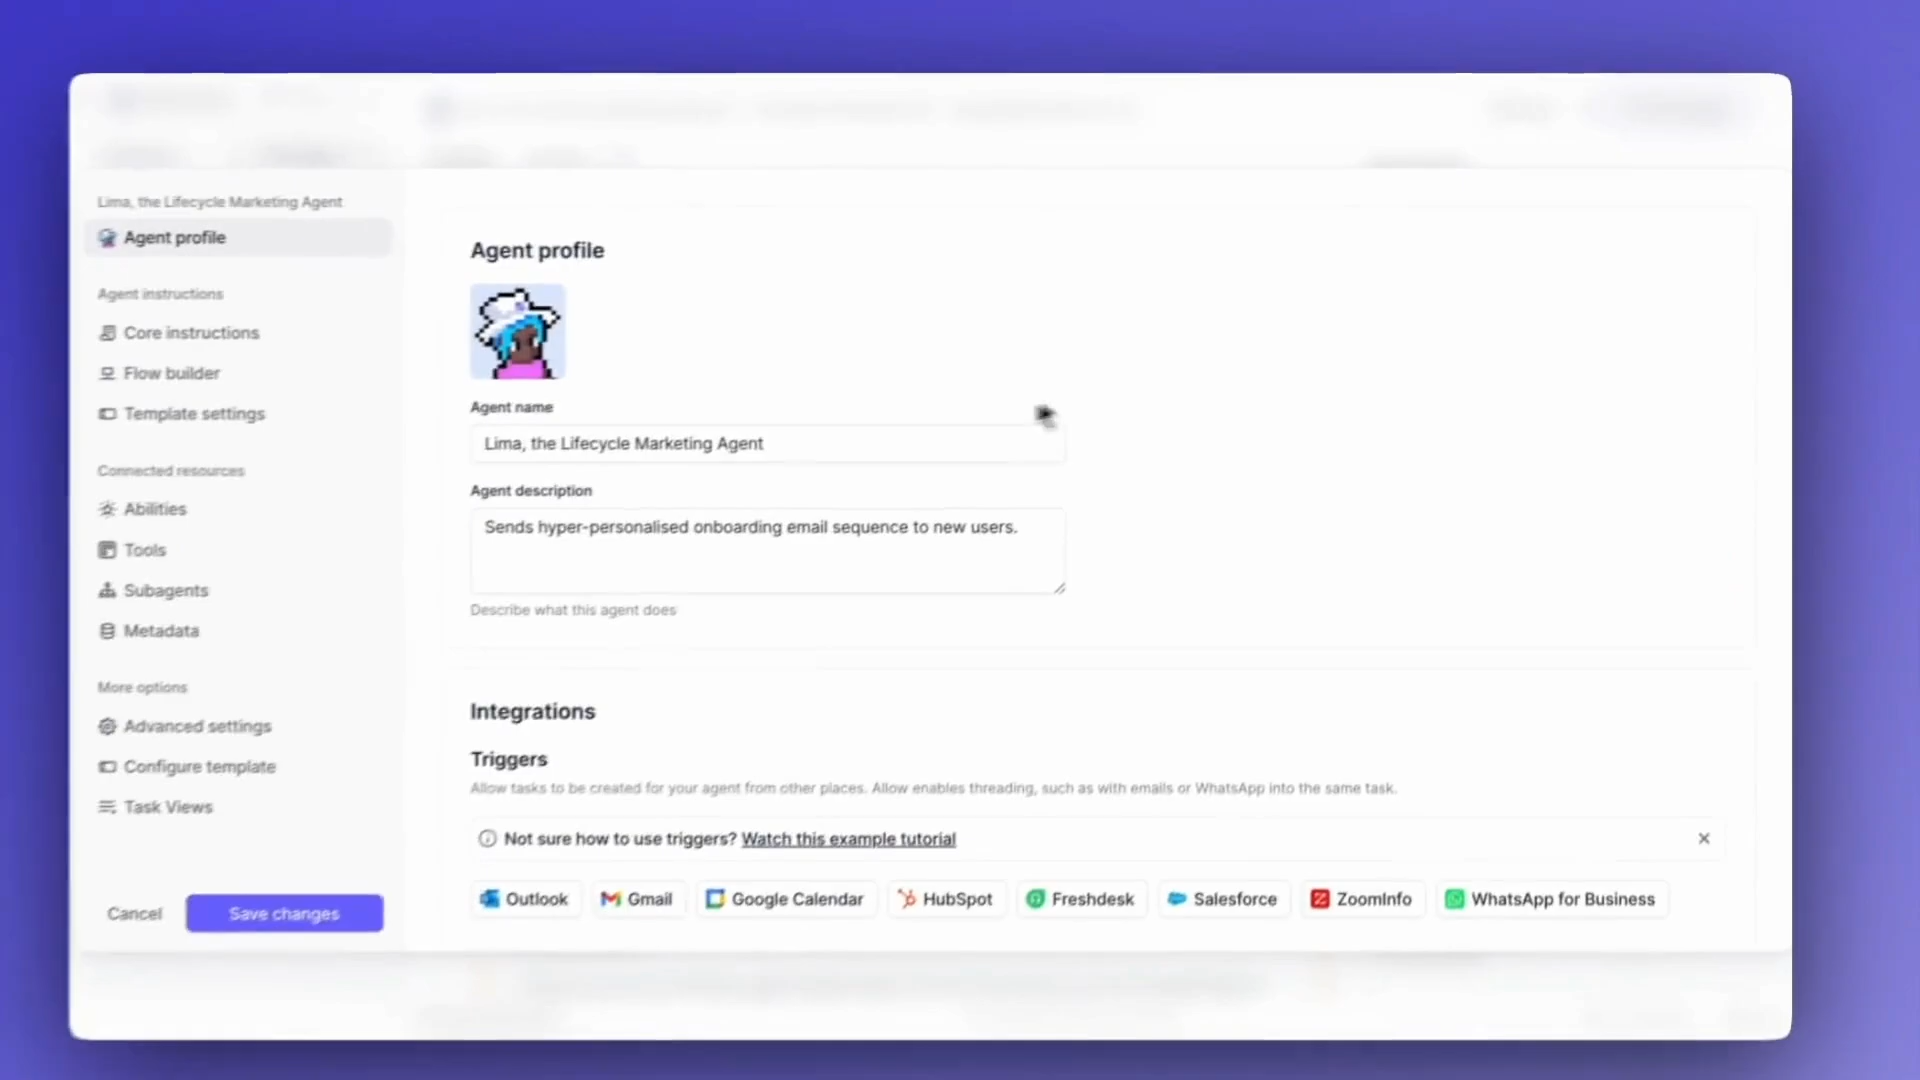 Lima, the Lifecycle Marketing Agent
Agent profile
Agent instructions
Core instructions
Flow builder
Template settings
Connected resources
Abilities
Tools
Subagents
Metadata
More options
Advanced settings
Configure template
Task Views
Cancel
Save changes
Agent profile
Agent name
Lima, the Lifecycle Marketing Agent
Agent description
Sends hyper-personalised onboarding email sequence to new users.
Describe what this agent does
Integrations
Triggers
Allow tasks to be created for your agent from other places. Allow enables threading, such as with emails or WhatsApp into the same task.
Not sure how to use triggers? Watch this example tutorial
Outlook Gmail Google Calendar HubSpot Freshdesk Salesforce ZoomInfo WhatsApp for Business